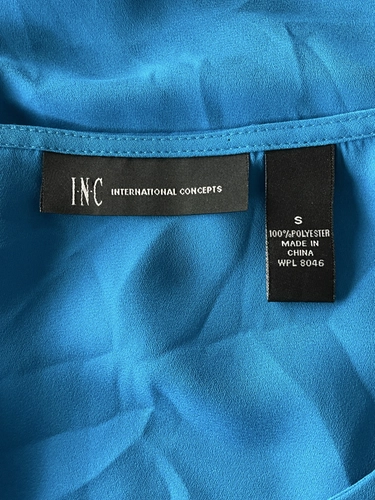 I·N·C INTERNATIONAL CONCEPTS
S
100%POLYESTER
MADE IN
CHINA
WPL 8046